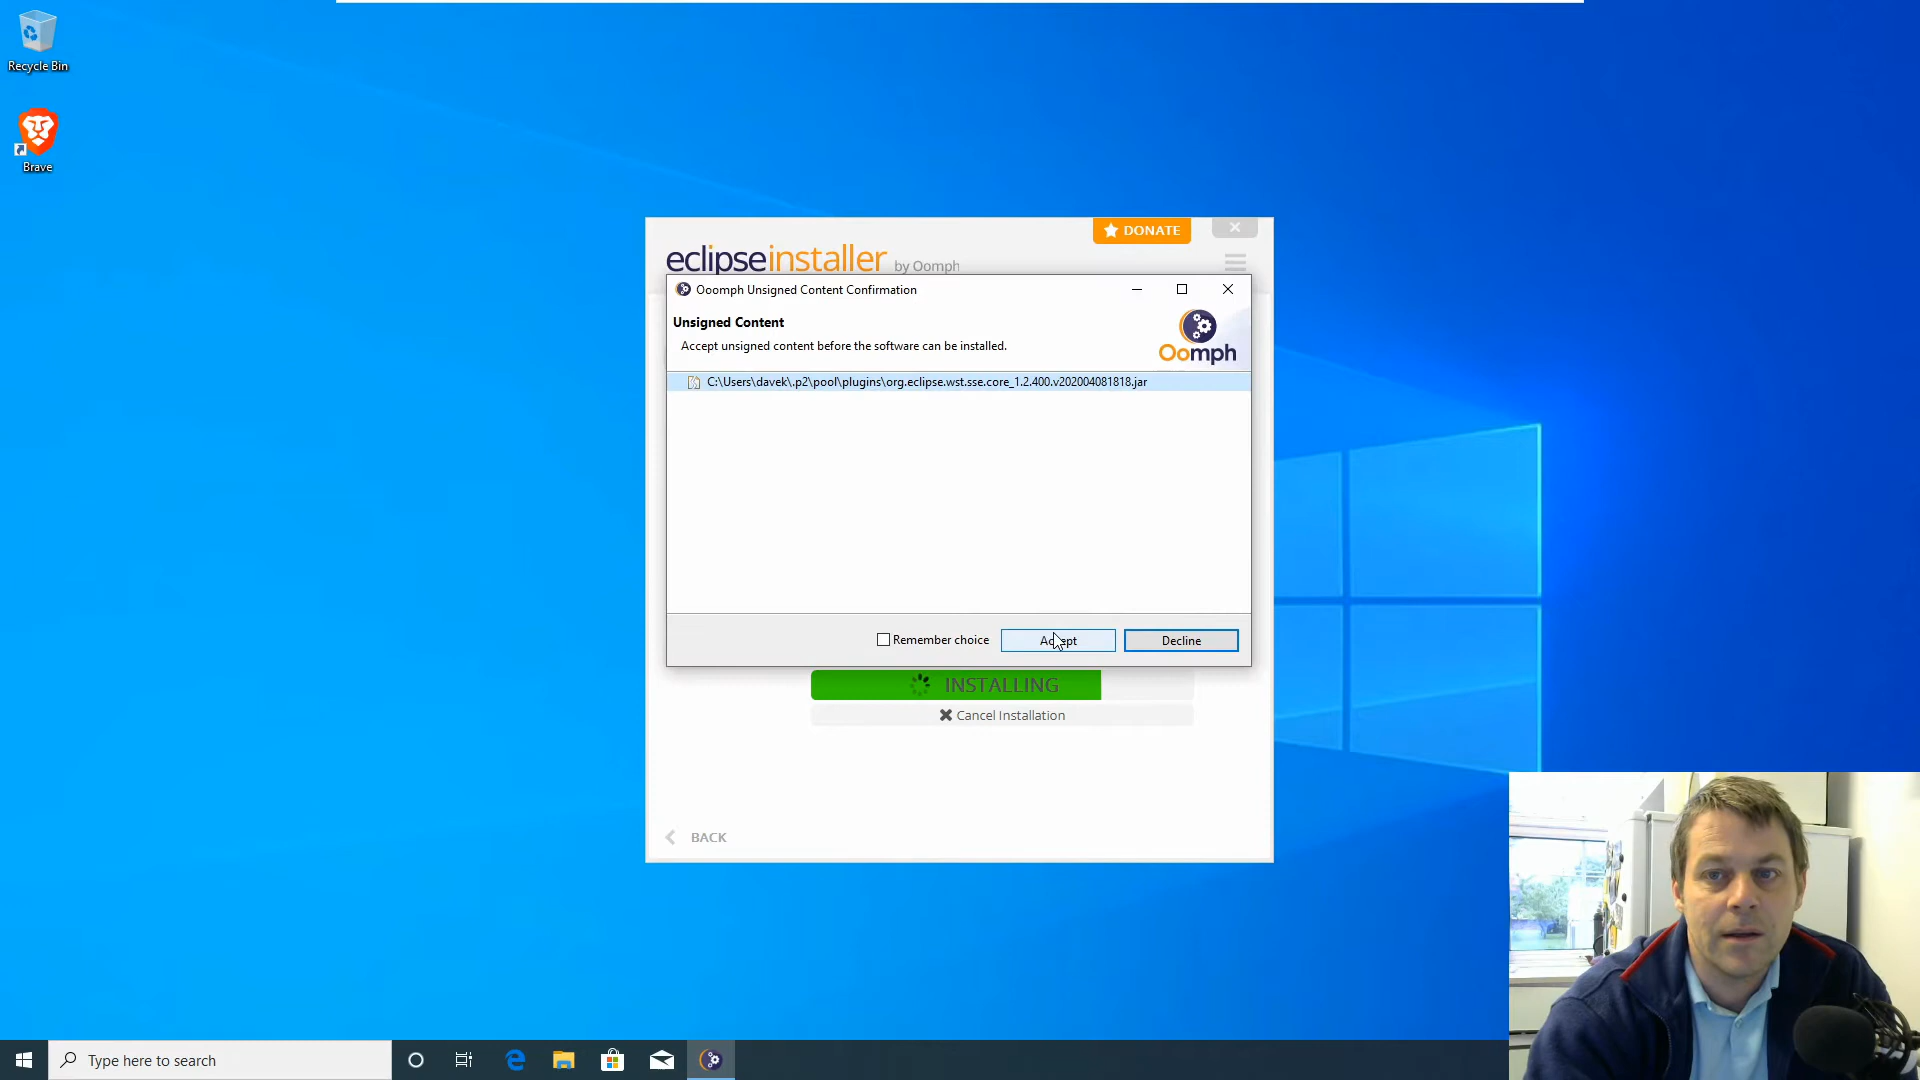 Recycle Bin
Brave
DONATE
eclipseinstaller by Oomph
Ooomph Unsigned Content Confirmation
Unsigned Content
Accept unsigned content before the software can be installed.
Oomph
C:\Users\davek\.p2\pool\plugins\org.eclipse.wst.sse.core_1.2.400.v202004081818.jar
Remember choice
Accept
Decline
INSTALLING
Cancel Installation
BACK
Type here to search